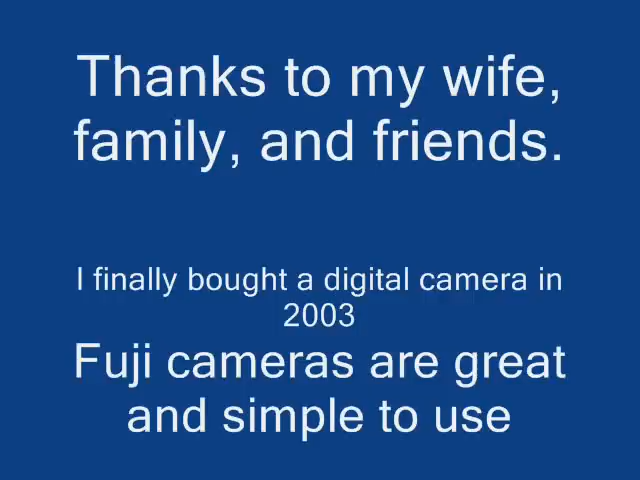 Thanks to my wife,
family, and friends.
I finally bought a digital camera in
2003
Fuji cameras are great
and simple to use